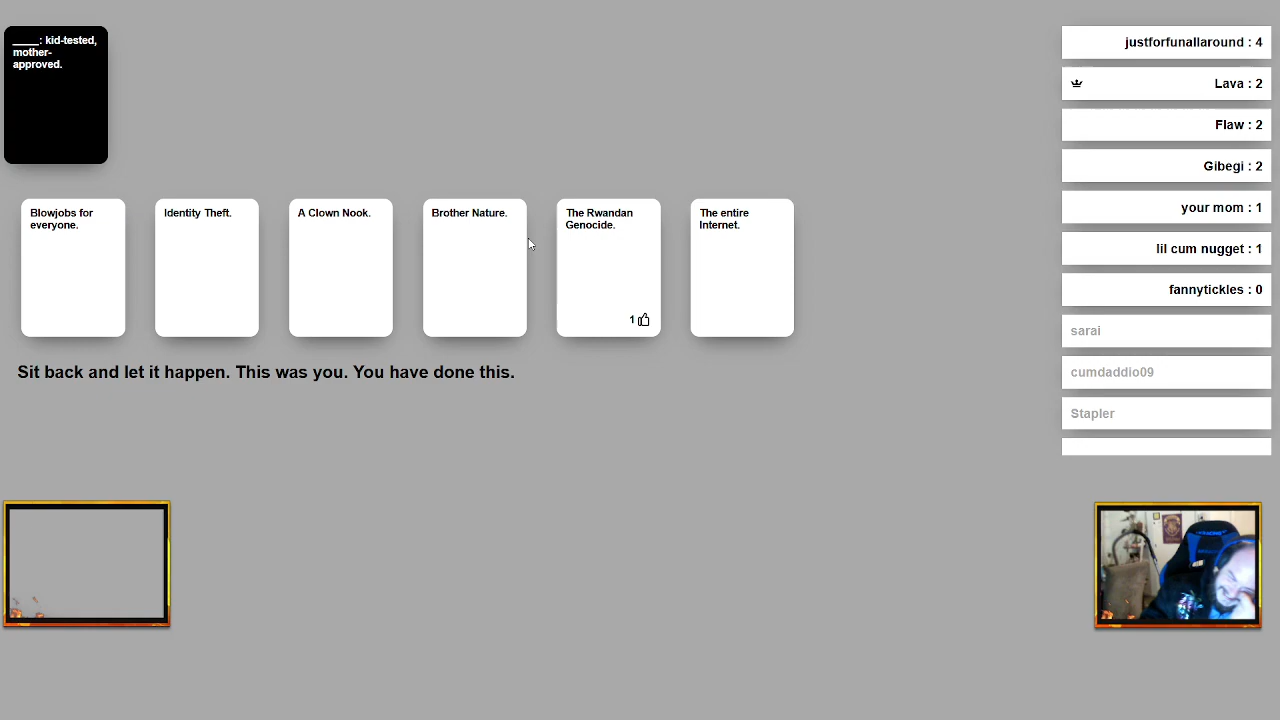 _____: kid-tested,
mother-
approved.
Blowjobs for
everyone.
Identity Theft.
A Clown Nook.
Brother Nature.
The Rwandan
Genocide.
1
The entire
Internet.
Sit back and let it happen. This was you. You have done this.
justforfunallaround : 4
Lava : 2
Flaw : 2
Gibegi : 2
your mom : 1
lil cum nugget : 1
fannytickles : 0
sarai
cumdaddio09
Stapler